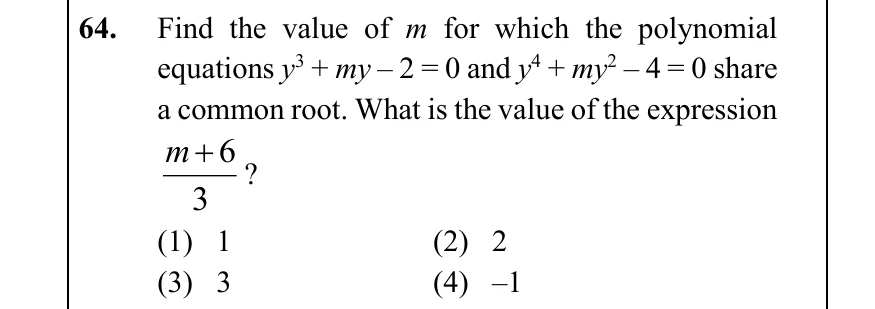 64. Find the value of m for which the polynomial
equations y³ + my – 2 = 0 and y⁴ + my² – 4 = 0 share
a common root. What is the value of the expression
m + 6
3 ?
(1) 1 (2) 2
(3) 3 (4) –1